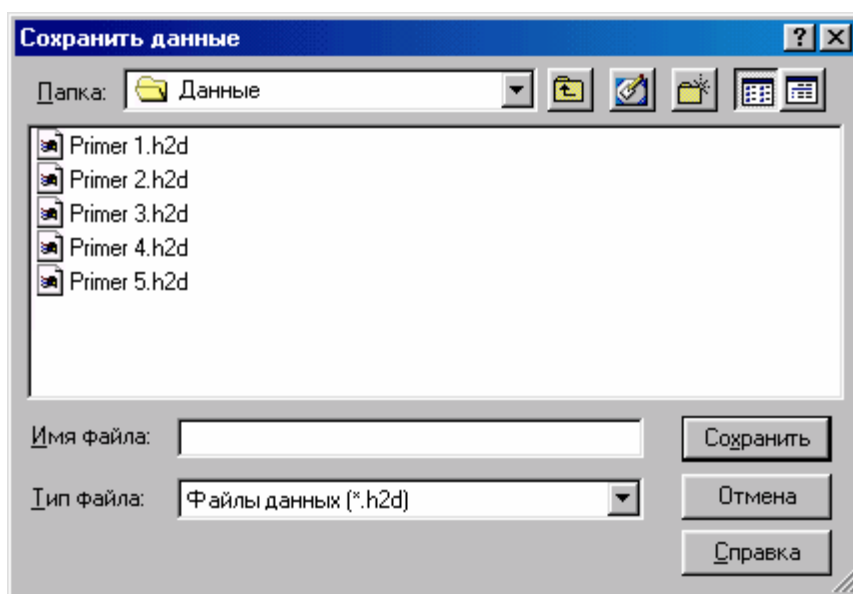 Сохранить данные
Папка: Данные
Primer 1.h2d
Primer 2.h2d
Primer 3.h2d
Primer 4.h2d
Primer 5.h2d
Имя файла: Сохранить
Тип файла: Файлы данных (*.h2d) Отмена
Справка